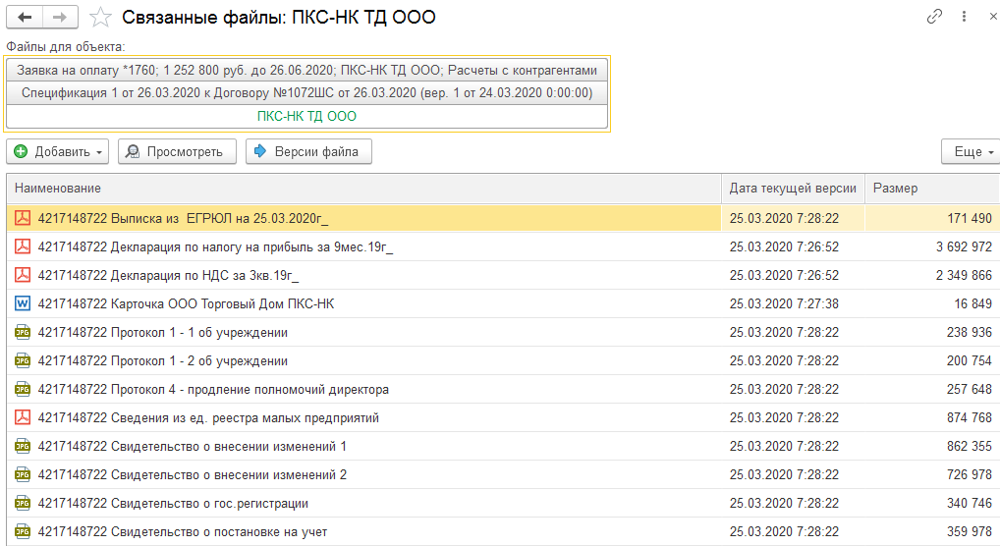 Связанные файлы: ПКС-НК ТД ООО
Файлы для объекта:
Заявка на оплату *1760; 1 252 800 руб. до 26.06.2020; ПКС-НК ТД ООО; Расчеты с контрагентами
Спецификация 1 от 26.03.2020 к Договору №1072ШС от 26.03.2020 (вер. 1 от 24.03.2020 0:00:00)
ПКС-НК ТД ООО
Добавить Просмотреть Версии файла Еще
Наименование Дата текущей версии Размер
4217148722 Выписка из  ЕГРЮЛ на 25.03.2020г_ 25.03.2020 7:28:22 171 490
4217148722 Декларация по налогу на прибыль за 9мес.19г_ 25.03.2020 7:26:52 3 692 972
4217148722 Декларация по НДС за 3кв.19г_ 25.03.2020 7:26:52 2 349 866
W 4217148722 Карточка ООО Торговый Дом ПКС-НК 25.03.2020 7:27:38 16 849
JPG 4217148722 Протокол 1 - 1 об учреждении 25.03.2020 7:28:22 238 936
JPG 4217148722 Протокол 1 - 2 об учреждении 25.03.2020 7:28:22 200 754
JPG 4217148722 Протокол 4 - продление полномочий директора 25.03.2020 7:28:22 257 648
4217148722 Сведения из ед. реестра малых предприятий 25.03.2020 7:28:22 874 768
JPG 4217148722 Свидетельство о внесении изменений 1 25.03.2020 7:28:22 862 355
JPG 4217148722 Свидетельство о внесении изменений 2 25.03.2020 7:28:22 726 978
JPG 4217148722 Свидетельство о гос.регистрации 25.03.2020 7:28:22 340 746
JPG 4217148722 Свидетельство о постановке на учет 25.03.2020 7:28:22 359 978